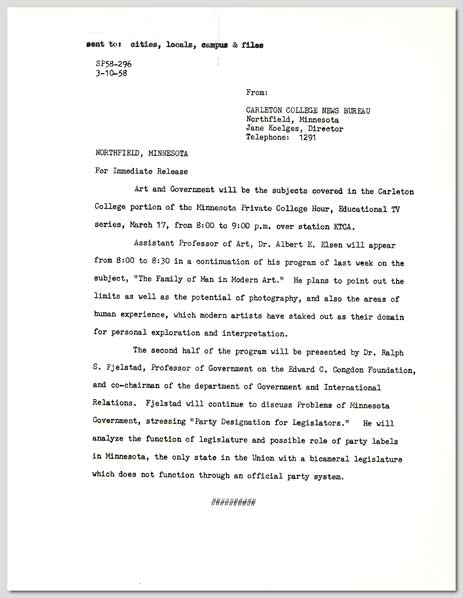 sent to: cities, locals, campus & files
SP58-296
3-10-58
From:
CARLETON COLLEGE NEWS BUREAU
Northfield, Minnesota
Jane Koelges, Director
Telephone: 1291
NORTHFIELD, MINNESOTA
For Immediate Release
Art and Government will be the subjects covered in the Carleton
College portion of the Minnesota Private College Hour, Educational TV
series, March 17, from 8:00 to 9:00 p.m. over station KTCA.
Assistant Professor of Art, Dr. Albert E. Elsen will appear
from 8:00 to 8:30 in a continuation of his program of last week on the
subject, "The Family of Man in Modern Art." He plans to point out the
limits as well as the potential of photography, and also the areas of
human experience, which modern artists have staked out as their domain
for personal exploration and interpretation.
The second half of the program will be presented by Dr. Ralph
S. Fjelstad, Professor of Government on the Edward C. Congdon Foundation,
and co-chairman of the department of Government and International
Relations. Fjelstad will continue to discuss Problems of Minnesota
Government, stressing "Party Designation for Legislators." He will
analyze the function of legislature and possible role of party labels
in Minnesota, the only state in the Union with a bicameral legislature
which does not function through an official party system.
##########